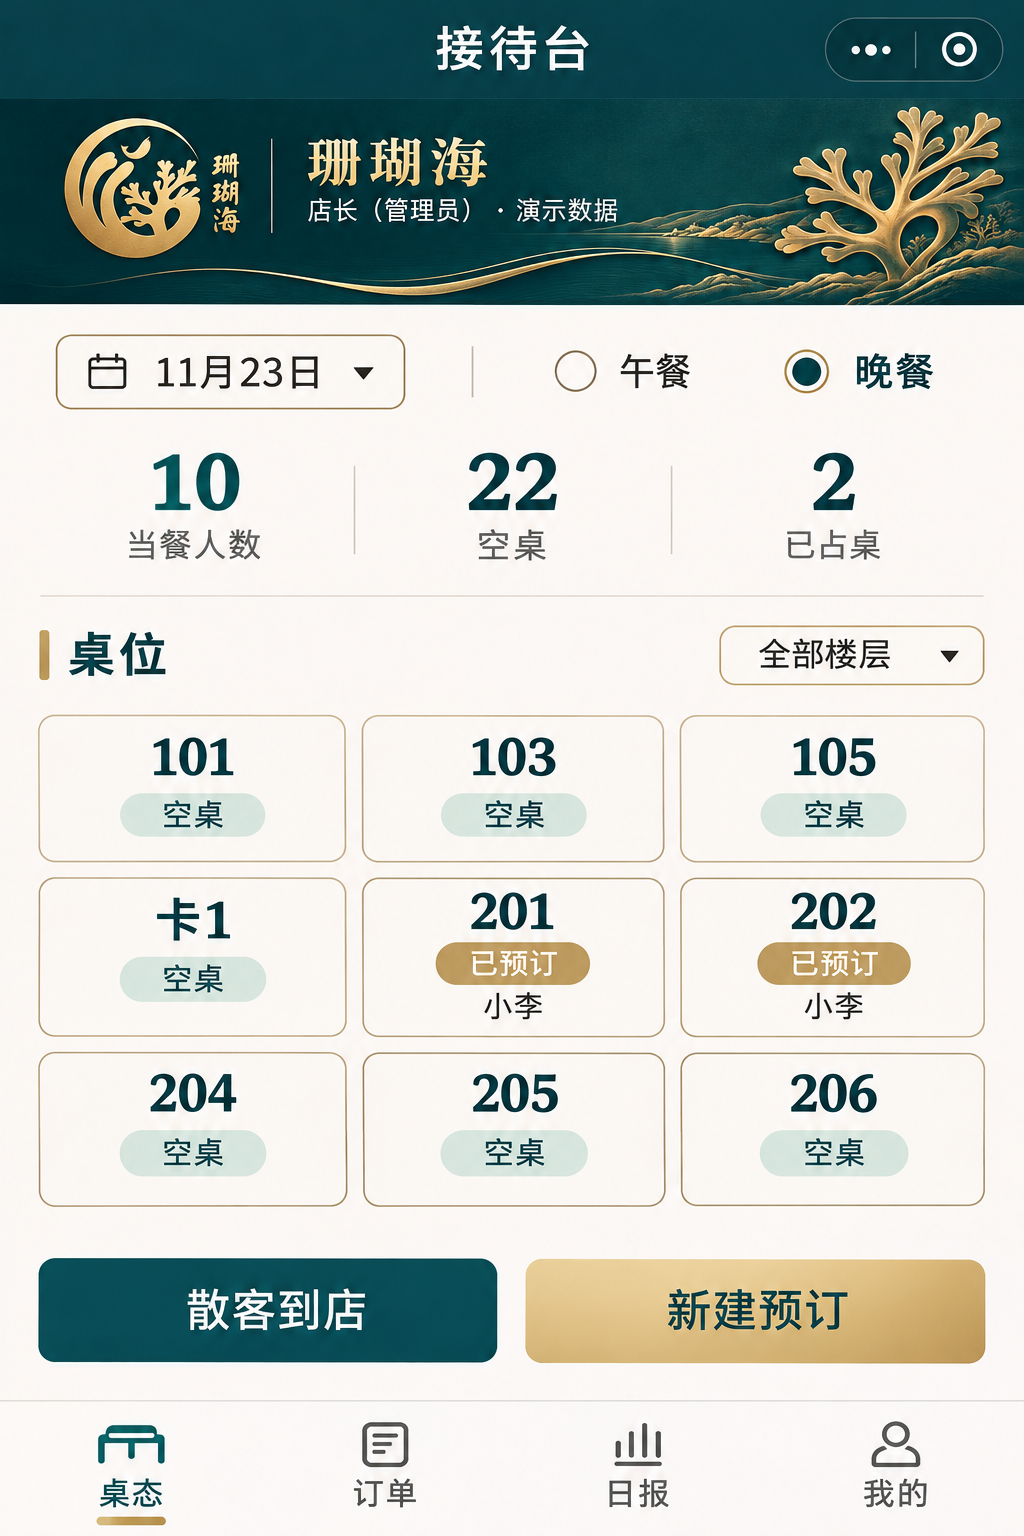 接待台
珊瑚海
珊瑚海
店长（管理员）·演示数据
11月23日
午餐
晚餐
10
22
2
当餐人数
空桌
已占桌
桌位
全部楼层
101
103
105
空桌
空桌
空桌
卡1
201
202
空桌
已预订
已预订
小李
小李
204
205
206
空桌
空桌
空桌
散客到店
新建预订
桌态
订单
日报
我的